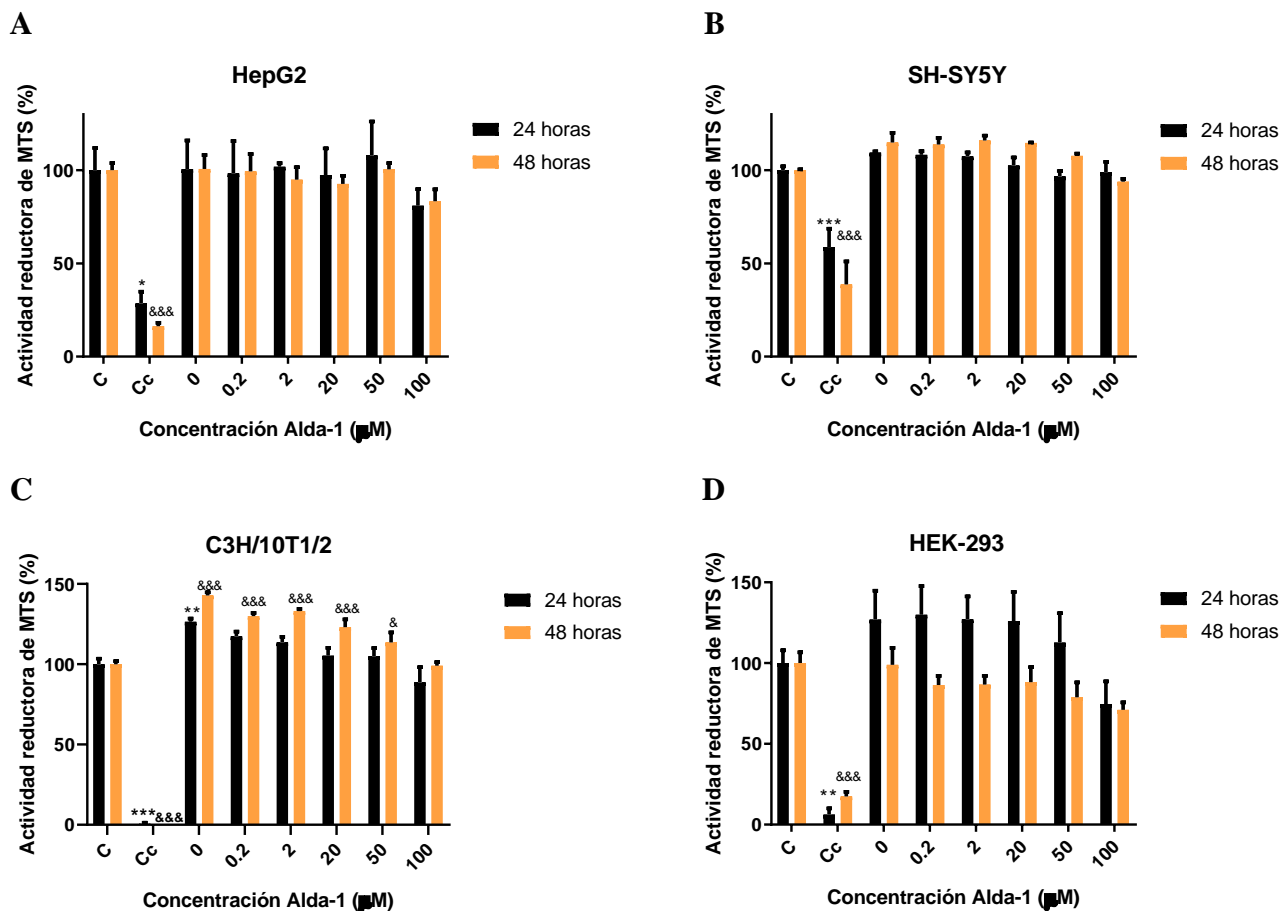 A
HepG2
Actividad reductora de MTS (%)
100
50
0
*
&&&
C
Cc
0
0.2
2
20
50
100
Concentración Alda-1 (μM)
24 horas
48 horas
B
SH-SY5Y
Actividad reductora de MTS (%)
100
50
0
***
&&&
C
Cc
0
0.2
2
20
50
100
Concentración Alda-1 (μM)
24 horas
48 horas
C
C3H/10T1/2
Actividad reductora de MTS (%)
150
100
50
0
***
&&&
**
&&&
&&&
&&&
&&&
&
C
Cc
0
0.2
2
20
50
100
Concentración Alda-1 (μM)
24 horas
48 horas
D
HEK-293
Actividad reductora de MTS (%)
150
100
50
0
**
&&&
C
Cc
0
0.2
2
20
50
100
Concentración Alda-1 (μM)
24 horas
48 horas